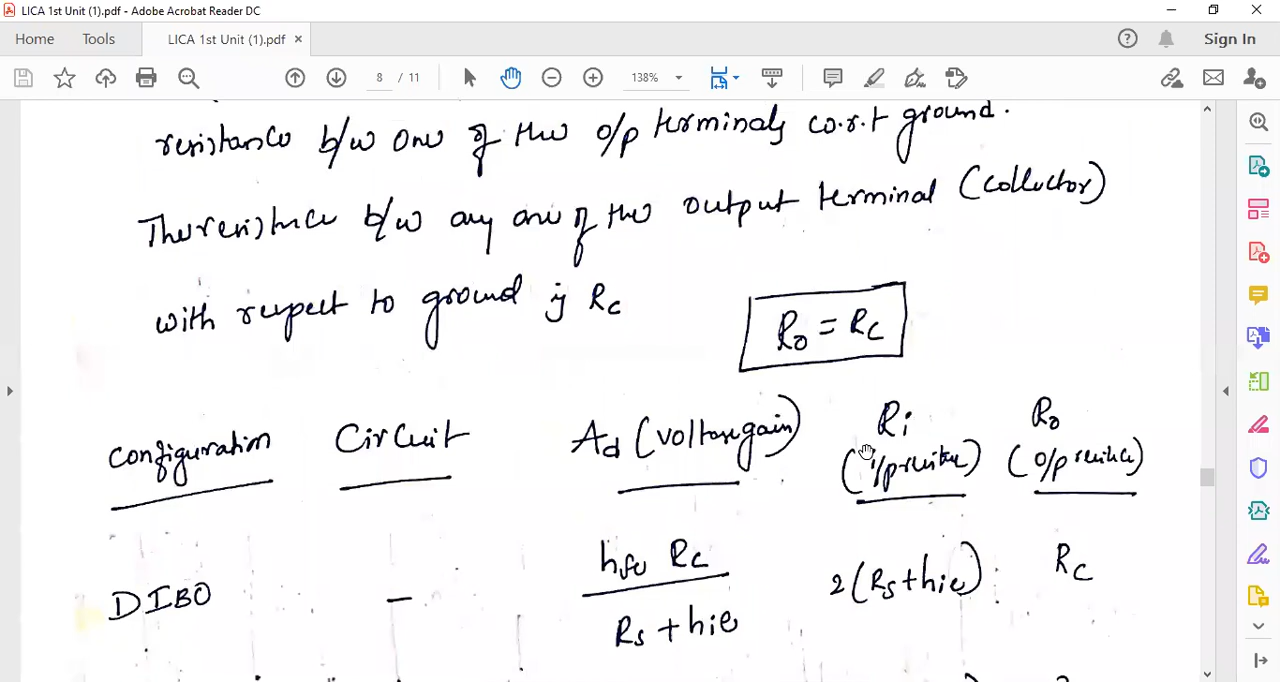 LICA 1st Unit (1).pdf - Adobe Acrobat Reader DC
Home Tools LICA 1st Unit (1).pdf × Sign In
8 / 11 138%
resistance b/w one of the o/p terminals w.r.t ground.
The resistance b/w any one of the output terminal (collector)
with respect to ground is Rc
Ro = Rc
Configuration Circuit Ad (voltage gain) Ri Ro
(i/p resistance) (o/p resistance)
DIBO — hfe Rc 2(Rs+hie) Rc
Rs + hie